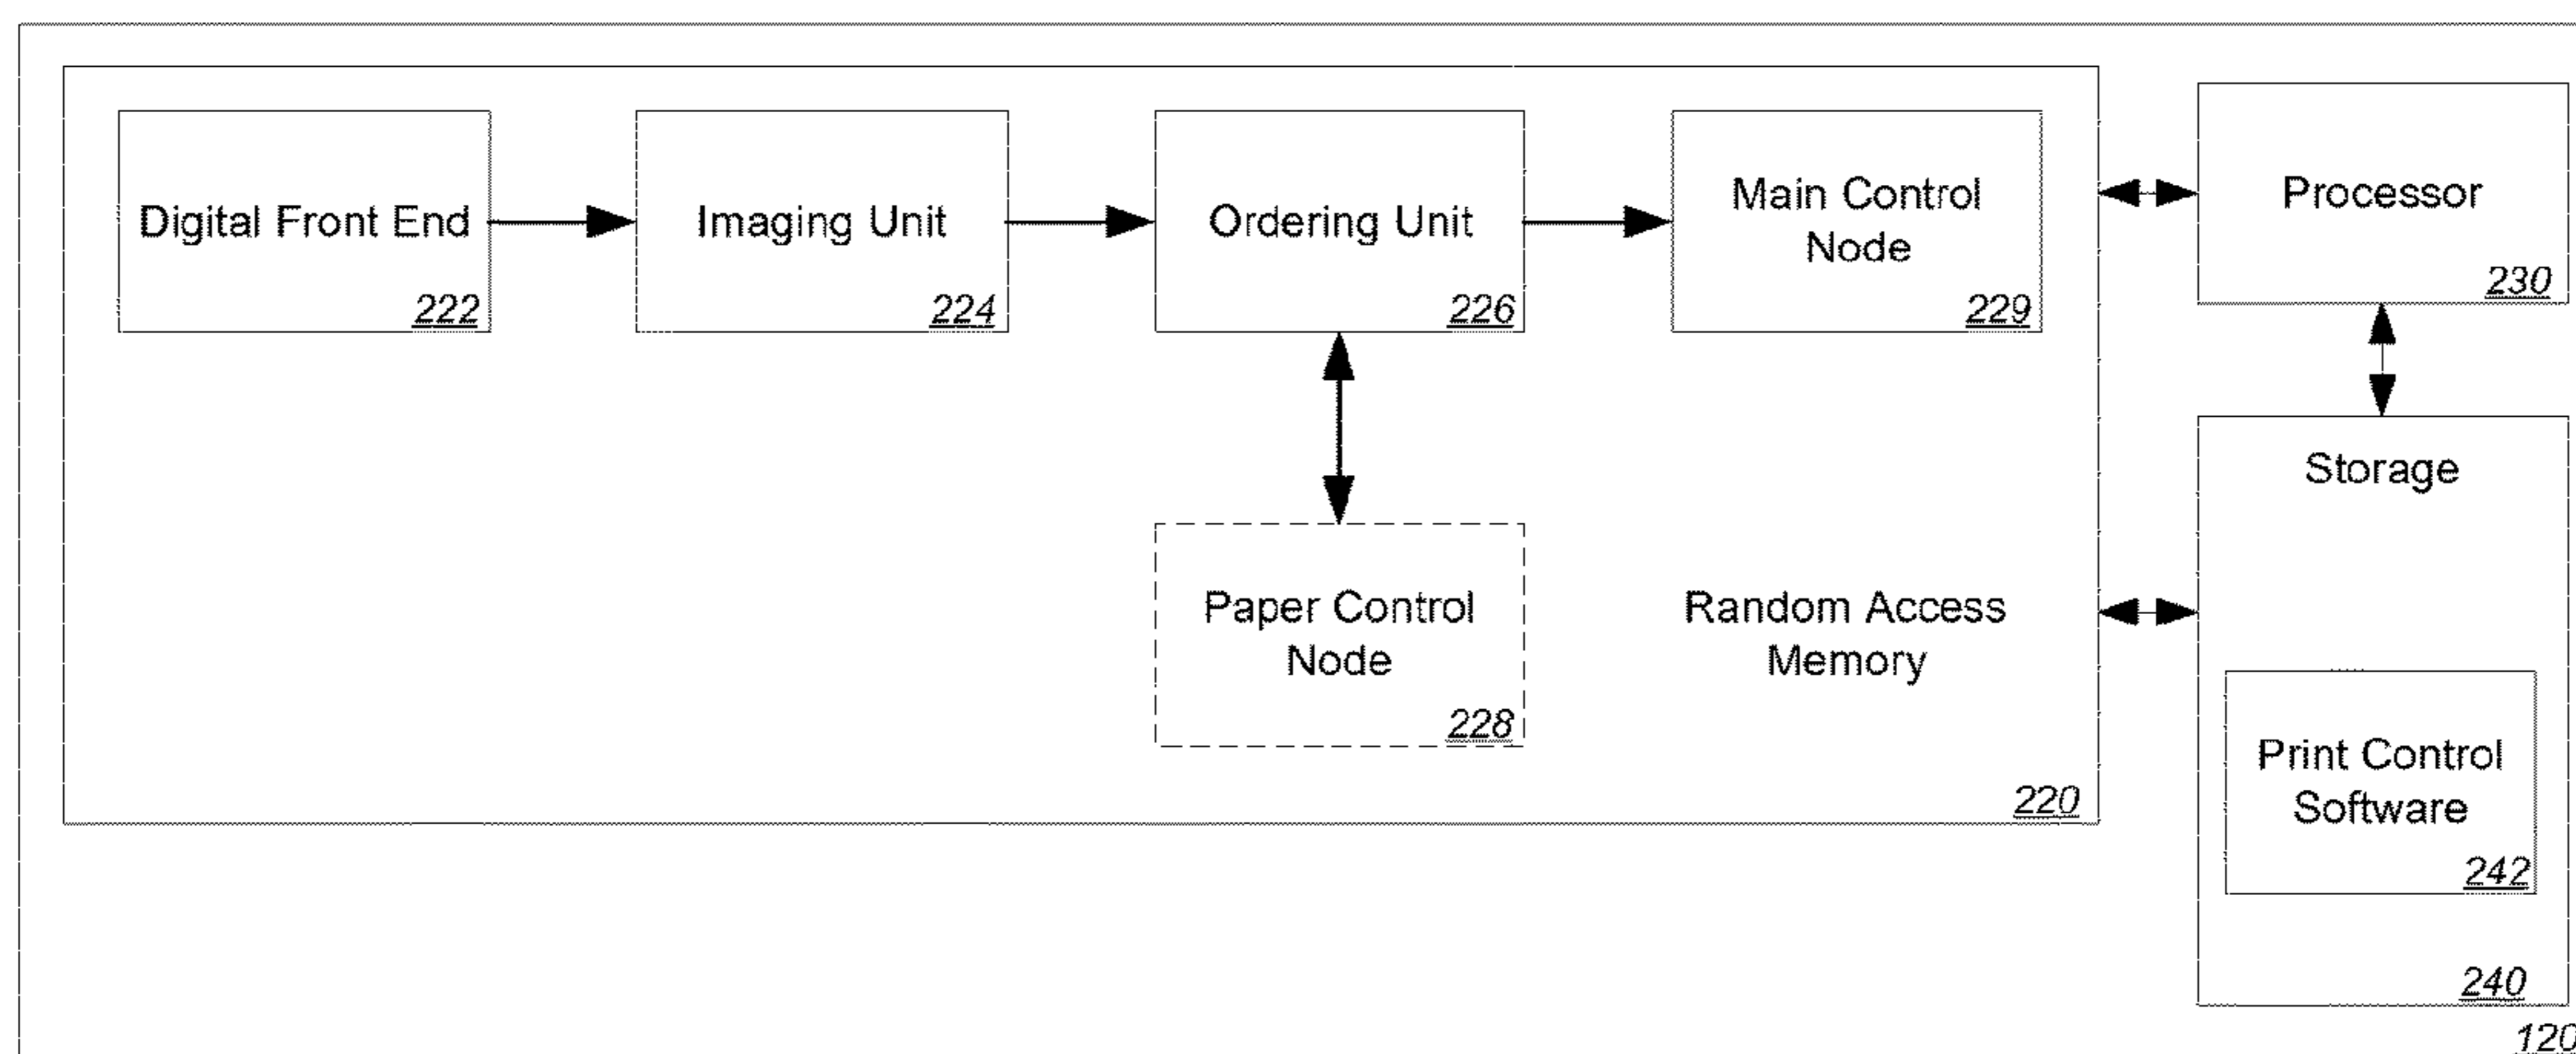 Digital Front End
222
Imaging Unit
224
Ordering Unit
226
Main Control
Node
229
Processor
230
Paper Control
Node
228
Random Access
Memory
220
Storage
Print Control
Software
242
240
120